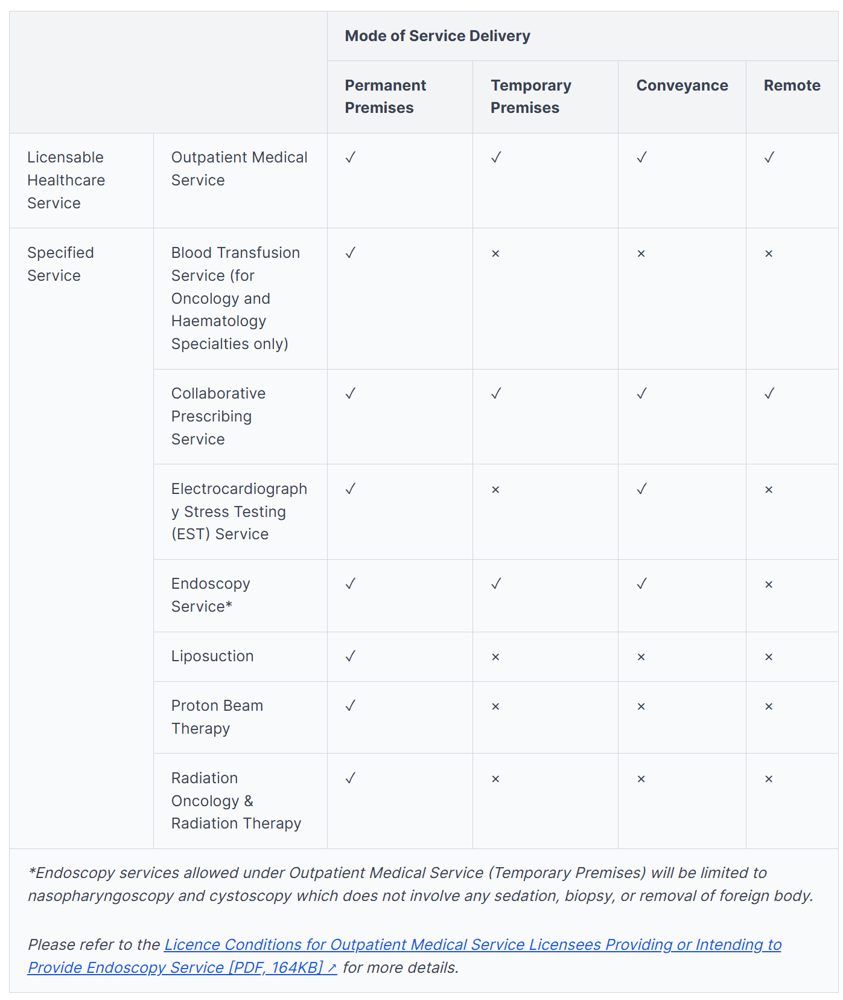 Mode of Service Delivery
Permanent Premises
Temporary Premises
Conveyance
Remote
Licensable
Healthcare
Service
Outpatient Medical
Service
✓ ✓ ✓ ✓
Specified
Service
Blood Transfusion
Service (for
Oncology and
Haematology
Specialties only)
✓ × × ×
Collaborative
Prescribing
Service
✓ ✓ ✓ ✓
Electrocardiograph
y Stress Testing
(EST) Service
✓ × ✓ ×
Endoscopy
Service*
✓ ✓ ✓ ×
Liposuction
✓ × × ×
Proton Beam
Therapy
✓ × × ×
Radiation
Oncology &
Radiation Therapy
✓ × × ×
*Endoscopy services allowed under Outpatient Medical Service (Temporary Premises) will be limited to
nasopharyngoscopy and cystoscopy which does not involve any sedation, biopsy, or removal of foreign body.
Please refer to the Licence Conditions for Outpatient Medical Service Licensees Providing or Intending to
Provide Endoscopy Service [PDF, 164KB] ↗ for more details.